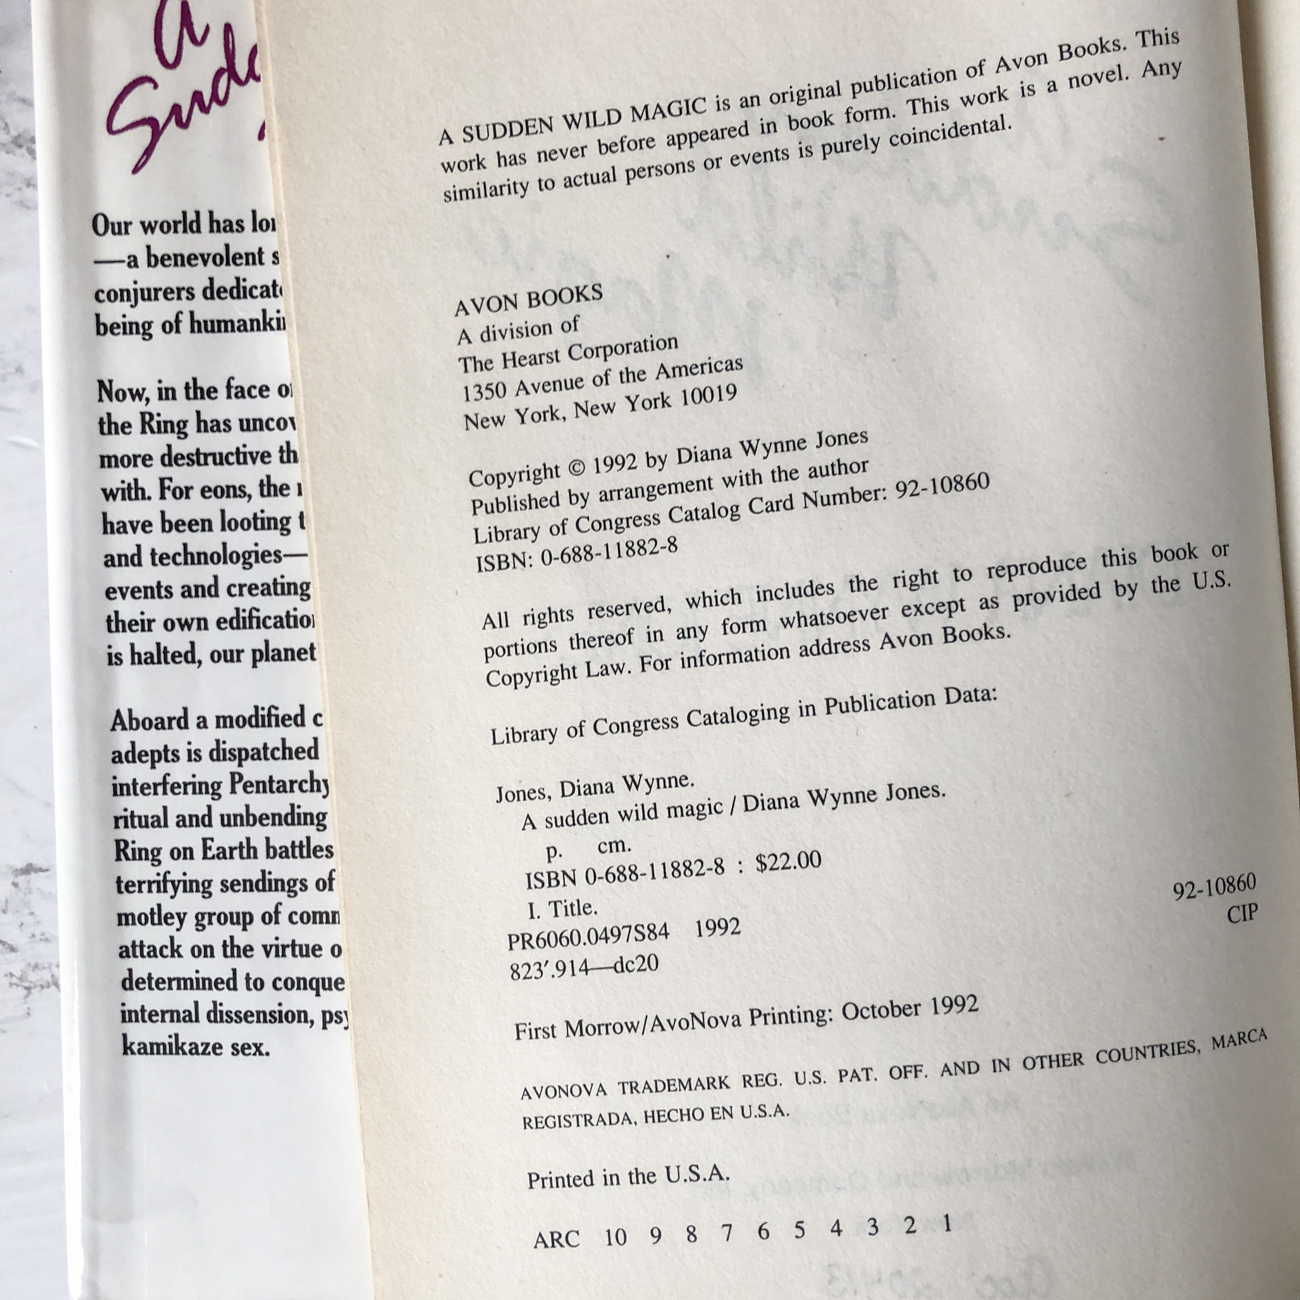 A
Our world has
—a benevolent
conjurers
being of
Now, in the face
the Ring has
more destructive
with. For eons, the
have been looting
and technologies—
events and creating
their own
is halted, our planet
Aboard a modified
adepts is dispatched
interfering Pentarchy
ritual and unbending
Ring on Earth battles
terrifying sendings of
motley group of
attack on the virtue
determined to
internal dissension,
kamikaze sex.
A SUDDEN WILD MAGIC is an original publication of Avon Books. This
work has never before appeared in book form. This work is a novel. Any
similarity to actual persons or events is purely coincidental.
AVON BOOKS
A division of
The Hearst Corporation
1350 Avenue of the Americas
New York, New York 10019
Copyright © 1992 by Diana Wynne Jones
Published by arrangement with the author
Library of Congress Catalog Card Number: 92-10860
ISBN: 0-688-11882-8
All rights reserved, which includes the right to reproduce this book or
portions thereof in any form whatsoever except as provided by the U.S.
Copyright Law. For information address Avon Books.
Library of Congress Cataloging in Publication Data:
Jones, Diana Wynne.
A sudden wild magic / Diana Wynne Jones.
p. cm.
ISBN 0-688-11882-8 : $22.00
I. Title.
PR6060.0497S84 1992
92-10860
823′.914—dc20
CIP
First Morrow/AvoNova Printing: October 1992
AVONOVA TRADEMARK REG. U.S. PAT. OFF. AND IN OTHER COUNTRIES, MARCA
REGISTRADA, HECHO EN U.S.A.
Printed in the U.S.A.
ARC 10 9 8 7 6 5 4 3 2 1